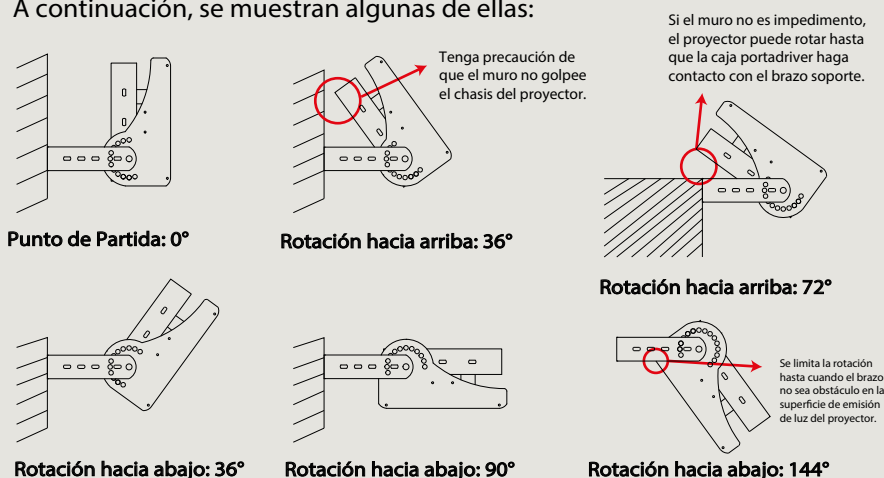 A continuación, se muestran algunas de ellas:
Tenga precaución de
que el muro no golpee
el chasis del proyector.
Si el muro no es impedimento,
el proyector puede rotar hasta
que la caja portadriver haga
contacto con el brazo soporte.
Punto de Partida: 0°
Rotación hacia arriba: 36°
Rotación hacia arriba: 72°
Se limita la rotación
hasta cuando el brazo
no sea obstáculo en la
superficie de emisión
de luz del proyector.
Rotación hacia abajo: 36°
Rotación hacia abajo: 90°
Rotación hacia abajo: 144°